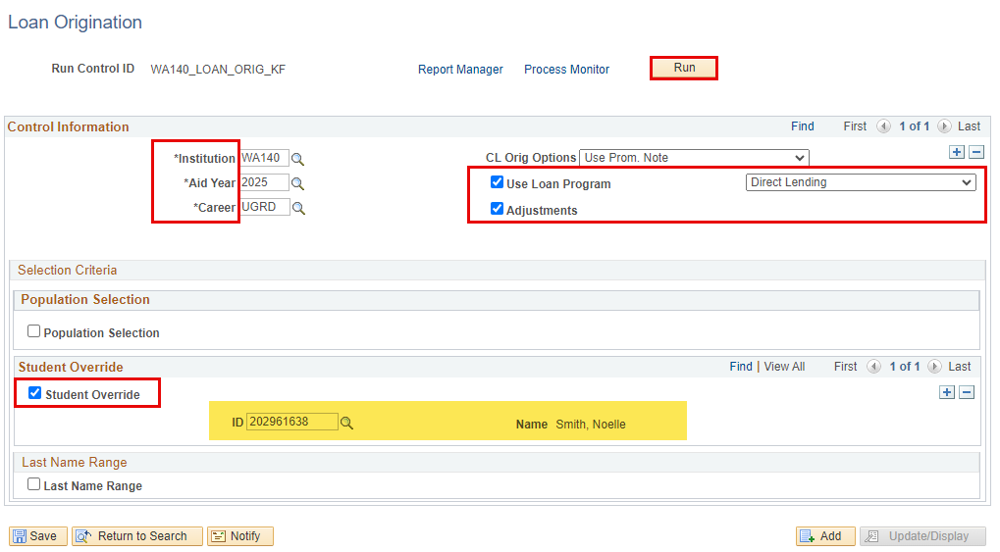 Loan Origination
Run Control ID WA140_LOAN_ORIG_KF Report Manager Process Monitor Run
Control Information Find First 1 of 1 Last
*Institution WA140 CL Orig Options Use Prom. Note
*Aid Year 2025 Use Loan Program Direct Lending
*Career UGRD Adjustments
Selection Criteria
Population Selection
Population Selection
Student Override Find | View All First 1 of 1 Last
Student Override
ID 202961638 Name Smith, Noelle
Last Name Range
Last Name Range
Save Return to Search Notify Add Update/Display